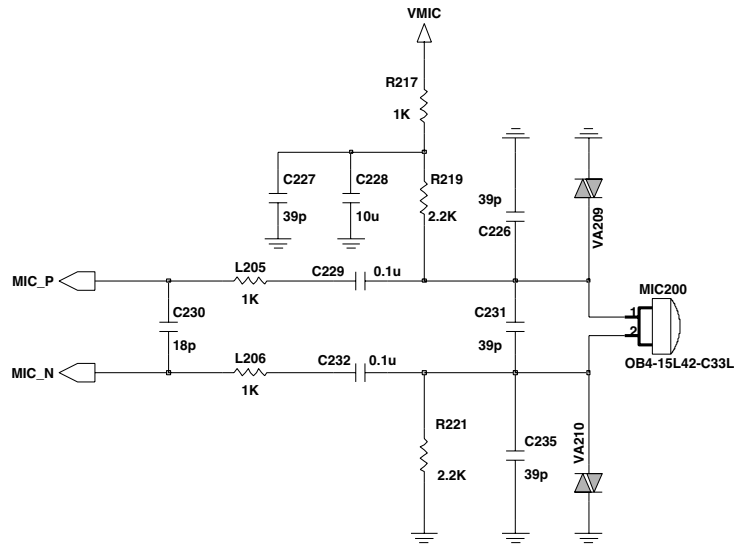 VMIC
R217
1K
C227
39p
C228
10u
R219
2.2K
39p
C226
VA209
MIC_P
L205
1K
C229
0.1u
MIC200
1
2
OB4-15L42-C33L
C230
18p
C231
39p
MIC_N
L206
1K
C232
0.1u
R221
2.2K
C235
39p
VA210